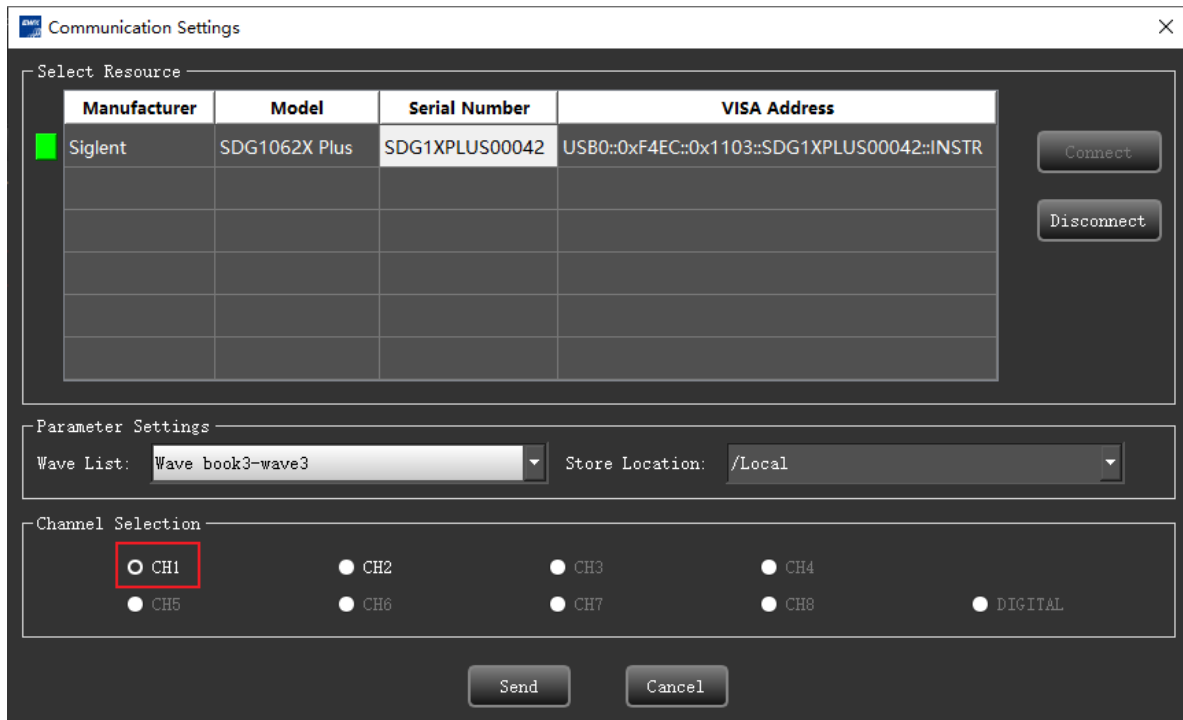 Communication Settings
Select Resource
Manufacturer Model Serial Number VISA Address
Siglent SDG1062X Plus SDG1XPLUS00042 USB0::0xF4EC::0x1103::SDG1XPLUS00042::INSTR
Connect
Disconnect
Parameter Settings
Wave List: Wave book3-wave3 Store Location: /Local
Channel Selection
CH1 CH2 CH3 CH4
CH5 CH6 CH7 CH8 DIGITAL
Send Cancel